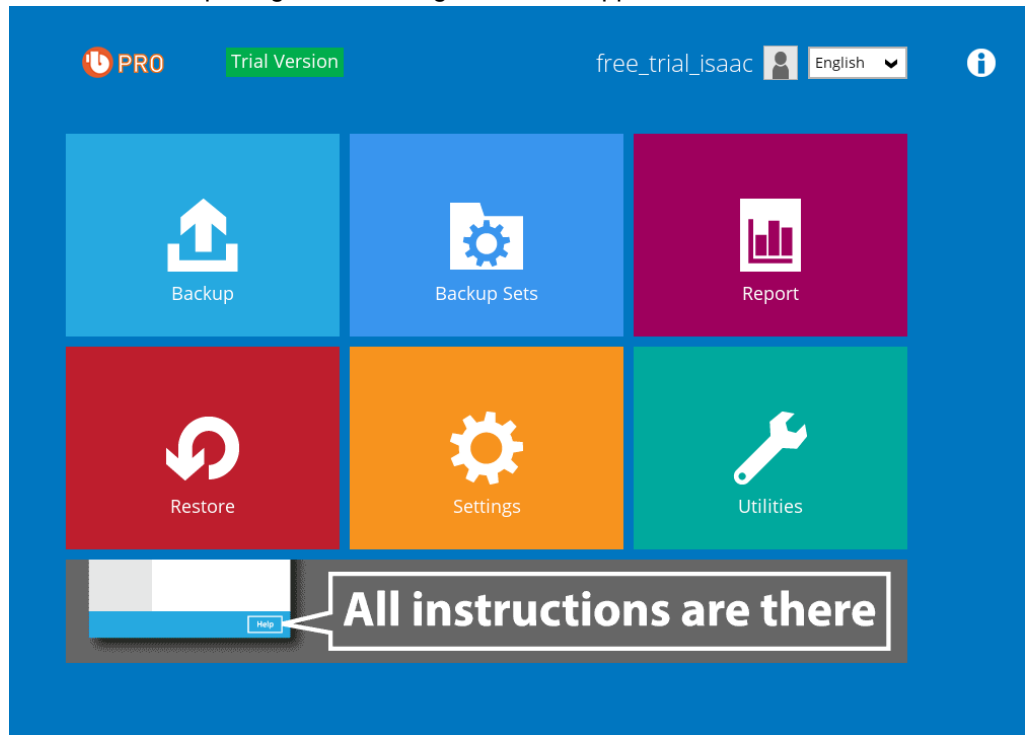 PRO
Trial Version
free_trial_isaac
English
Backup
Backup Sets
Report
Restore
Settings
Utilities
Help
All instructions are there